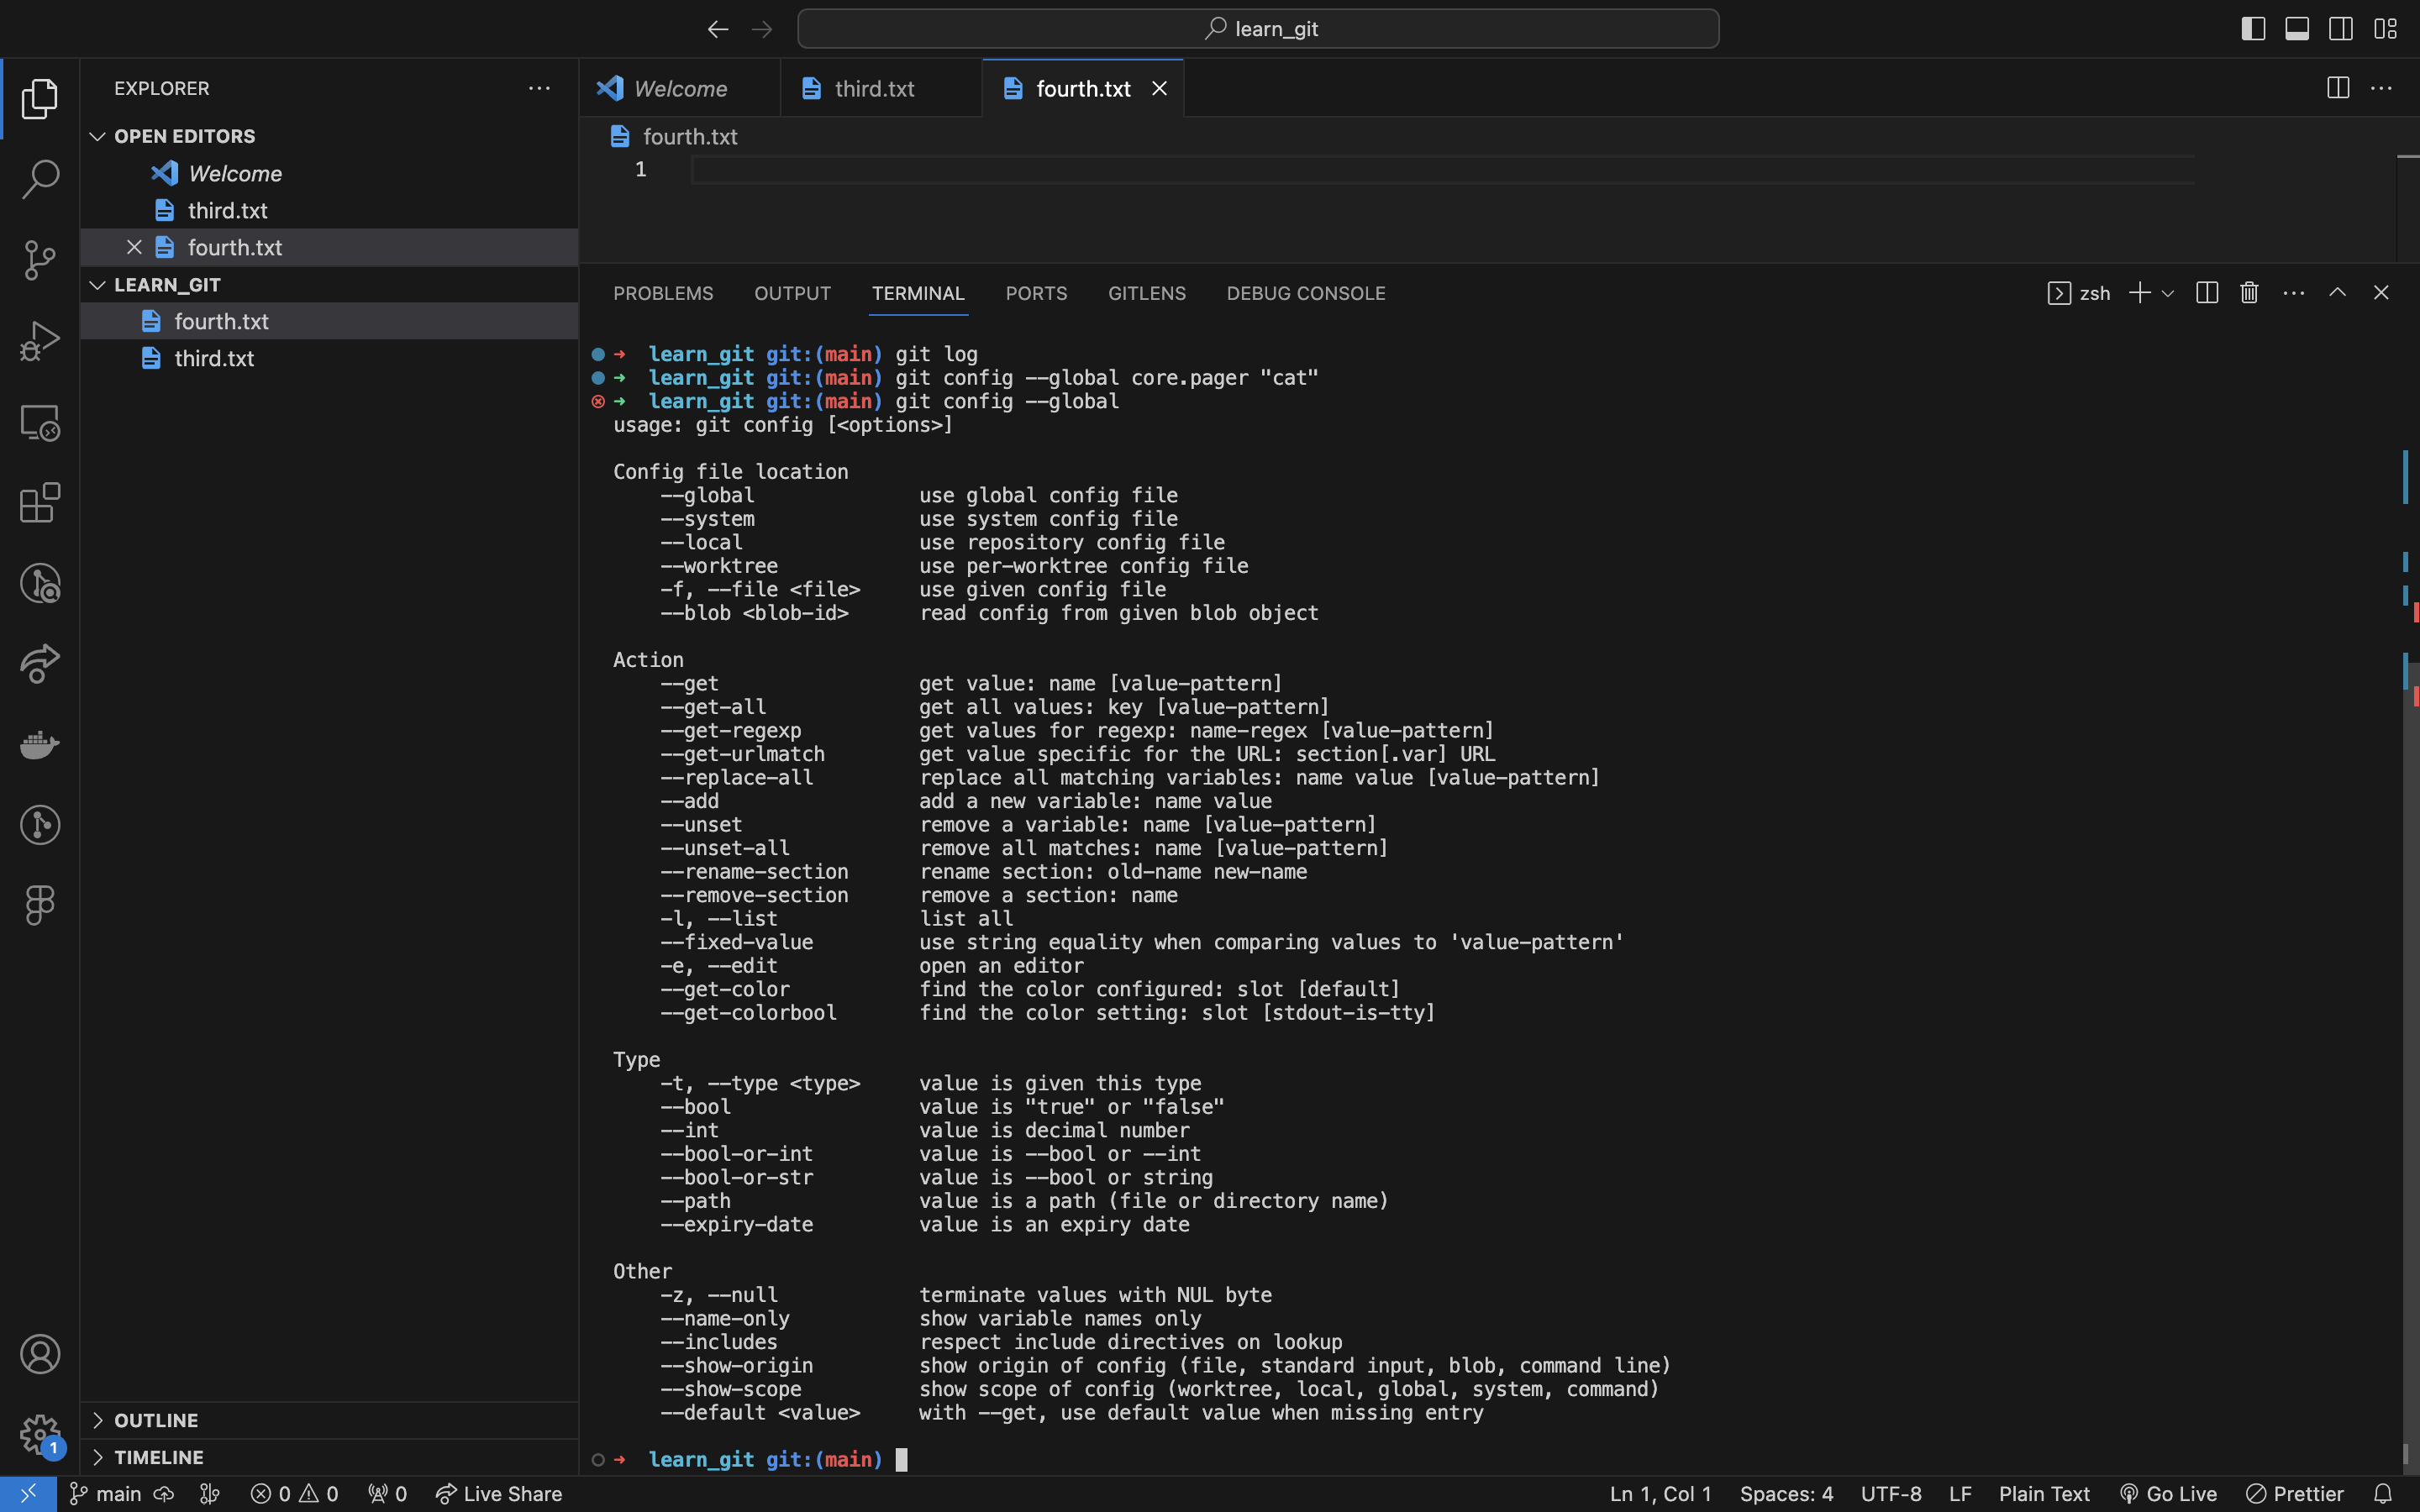 learn_git
EXPLORER
OPEN EDITORS
Welcome
third.txt
fourth.txt
LEARN_GIT
fourth.txt
third.txt
OUTLINE
TIMELINE
Welcome third.txt fourth.txt
fourth.txt
1
PROBLEMS OUTPUT TERMINAL PORTS GITLENS DEBUG CONSOLE
zsh
learn_git git:(main) git log
learn_git git:(main) git config --global core.pager "cat"
learn_git git:(main) git config --global
usage: git config [<options>]
Config file location
--global use global config file
--system use system config file
--local use repository config file
--worktree use per-worktree config file
-f, --file <file> use given config file
--blob <blob-id> read config from given blob object
Action
--get get value: name [value-pattern]
--get-all get all values: key [value-pattern]
--get-regexp get values for regexp: name-regex [value-pattern]
--get-urlmatch get value specific for the URL: section[.var] URL
--replace-all replace all matching variables: name value [value-pattern]
--add add a new variable: name value
--unset remove a variable: name [value-pattern]
--unset-all remove all matches: name [value-pattern]
--rename-section rename section: old-name new-name
--remove-section remove a section: name
-l, --list list all
--fixed-value use string equality when comparing values to 'value-pattern'
-e, --edit open an editor
--get-color find the color configured: slot [default]
--get-colorbool find the color setting: slot [stdout-is-tty]
Type
-t, --type <type> value is given this type
--bool value is "true" or "false"
--int value is decimal number
--bool-or-int value is --bool or --int
--bool-or-str value is --bool or string
--path value is a path (file or directory name)
--expiry-date value is an expiry date
Other
-z, --null terminate values with NUL byte
--name-only show variable names only
--includes respect include directives on lookup
--show-origin show origin of config (file, standard input, blob, command line)
--show-scope show scope of config (worktree, local, global, system, command)
--default <value> with --get, use default value when missing entry
learn_git git:(main)
1
main 0 0 0 Live Share Ln 1, Col 1 Spaces: 4 UTF-8 LF Plain Text Go Live Prettier